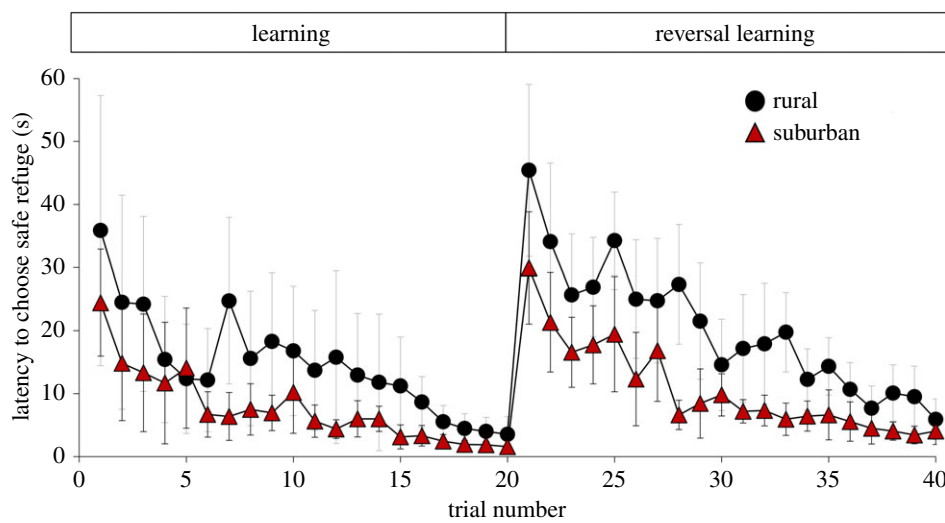 learning reversal learning
60
50
40
30
20
10
0
latency to choose safe refuge (s)
rural
suburban
0 5 10 15 20 25 30 35 40
trial number